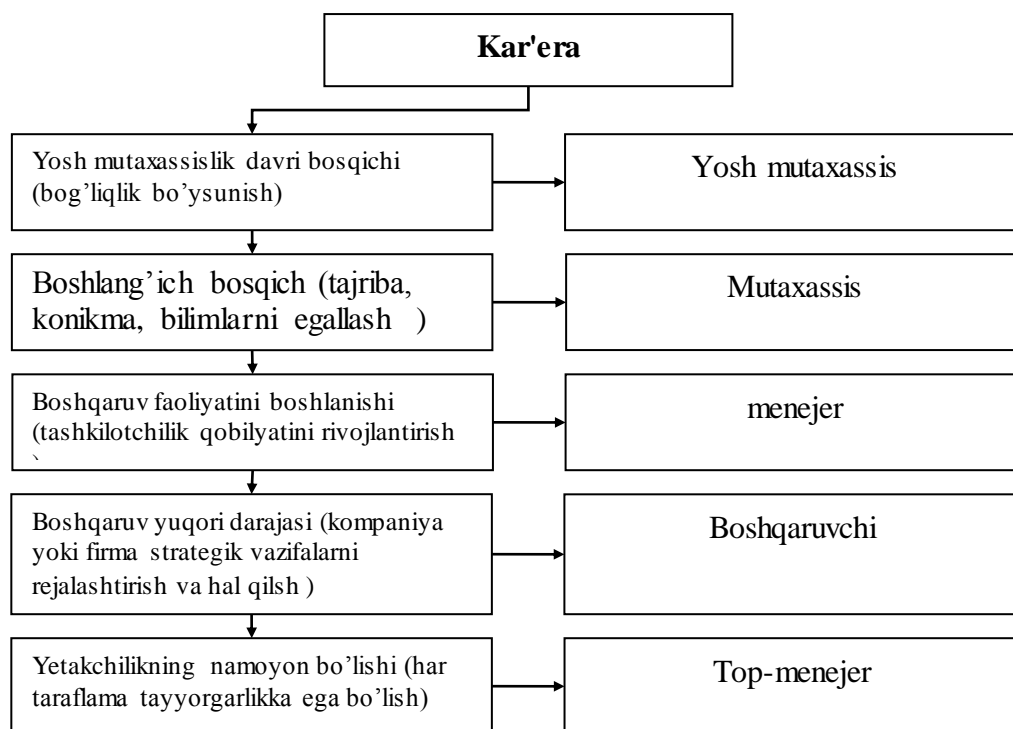 Kar'era
Yosh mutaxassislik davri bosqichi
(bog’liqlik bo’ysunish)
Yosh mutaxassis
Boshlang’ich bosqich (tajriba,
konikma, bilimlarni egallash )
Mutaxassis
Boshqaruv faoliyatini boshlanishi
(tashkilotchilik qobilyatini rivojlantirish
)
menejer
Boshqaruv yuqori darajasi (kompaniya
yoki firma strategik vazifalarni
rejalashtirish va hal qilsh )
Boshqaruvchi
Yetakchilikning namoyon bo’lishi (har
taraflama tayyorgarlikka ega bo’lish)
Top-menejer